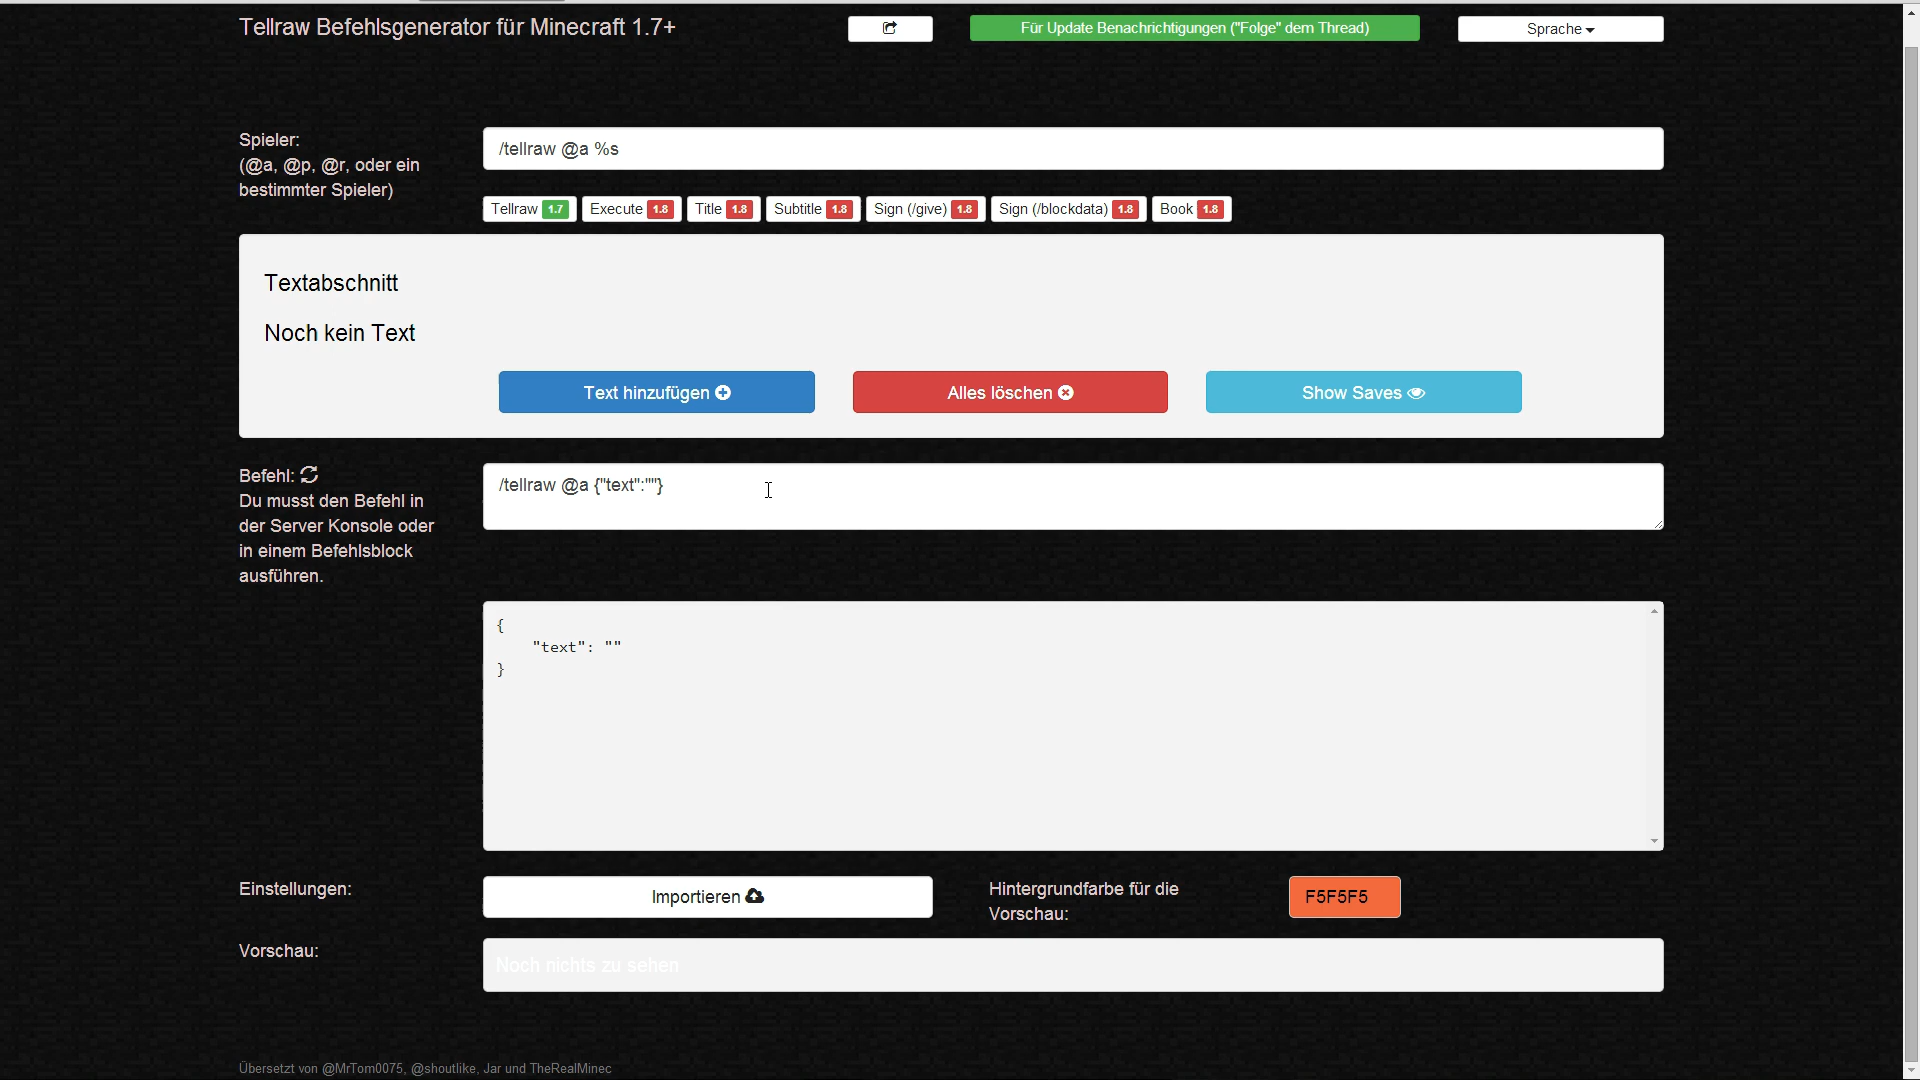 Tellraw Befehlsgenerator für Minecraft 1.7+
Für Update Benachrichtigungen ("Folge" dem Thread)
Sprache
Spieler:
(@a, @p, @r, oder ein
bestimmter Spieler)
/tellraw @a %s
Tellraw 1.7 Execute 1.8 Title 1.8 Subtitle 1.8 Sign (/give) 1.8 Sign (/blockdata) 1.8 Book 1.8
Textabschnitt
Noch kein Text
Text hinzufügen
Alles löschen
Show Saves
Befehl:
Du musst den Befehl in
der Server Konsole oder
in einem Befehlsblock
ausführen.
/tellraw @a {"text":""}
{
"text": ""
}
Einstellungen:
Importieren
Hintergrundfarbe für die
Vorschau:
F5F5F5
Vorschau:
Noch nichts zu sehen
Übersetzt von @MrTom0075, @shoutlike, Jar und TheRealMinec